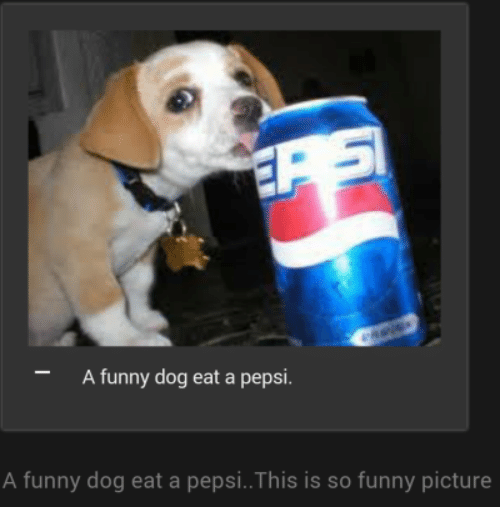 EPSI
A funny dog eat a pepsi.
A funny dog eat a pepsi..This is so funny picture